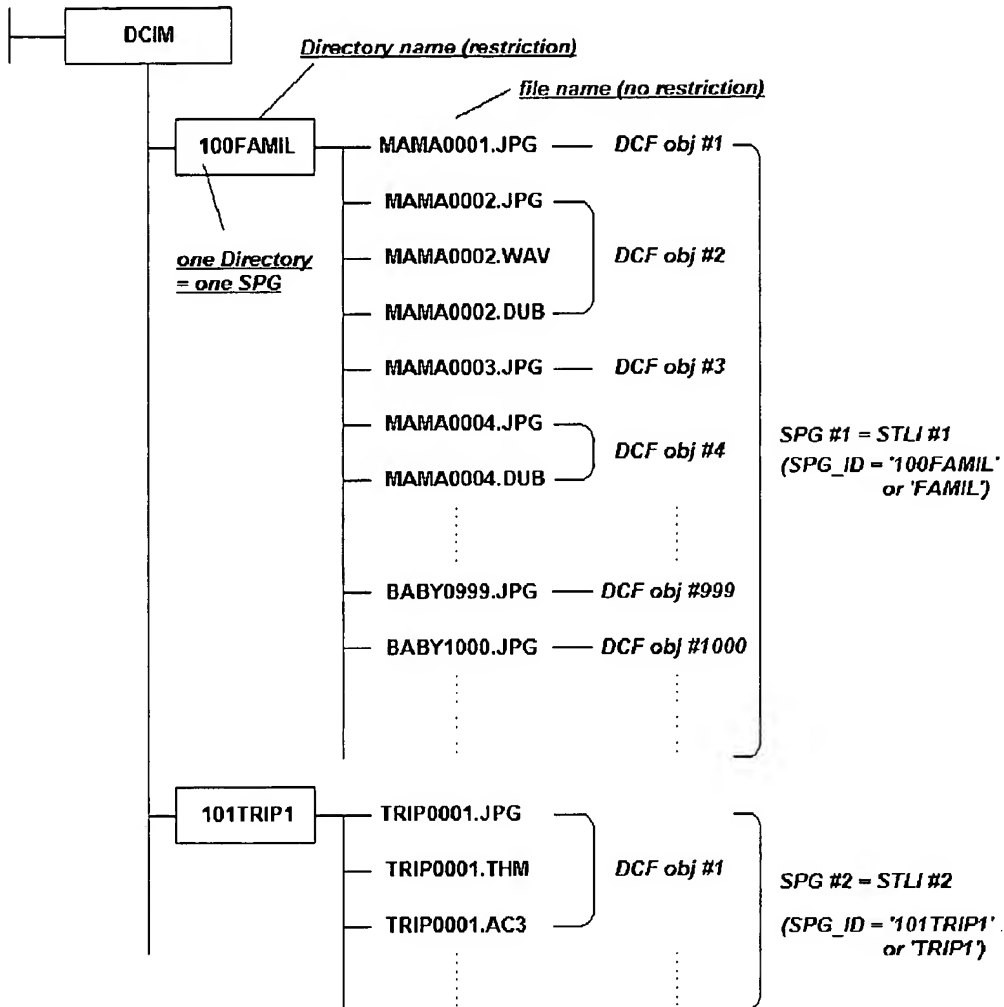 DCIM
Directory name (restriction)
file name (no restriction)
100FAMIL
MAMA0001.JPG
DCF obj #1
MAMA0002.JPG
one Directory
= one SPG
MAMA0002.WAV
DCF obj #2
MAMA0002.DUB
MAMA0003.JPG
DCF obj #3
MAMA0004.JPG
DCF obj #4
MAMA0004.DUB
SPG #1 = STLI #1
(SPG_ID = '100FAMIL'
or 'FAMIL')
BABY0999.JPG
DCF obj #999
BABY1000.JPG
DCF obj #1000
101TRIP1
TRIP0001.JPG
TRIP0001.THM
DCF obj #1
TRIP0001.AC3
SPG #2 = STLI #2
(SPG_ID = '101TRIP1'
or 'TRIP1')